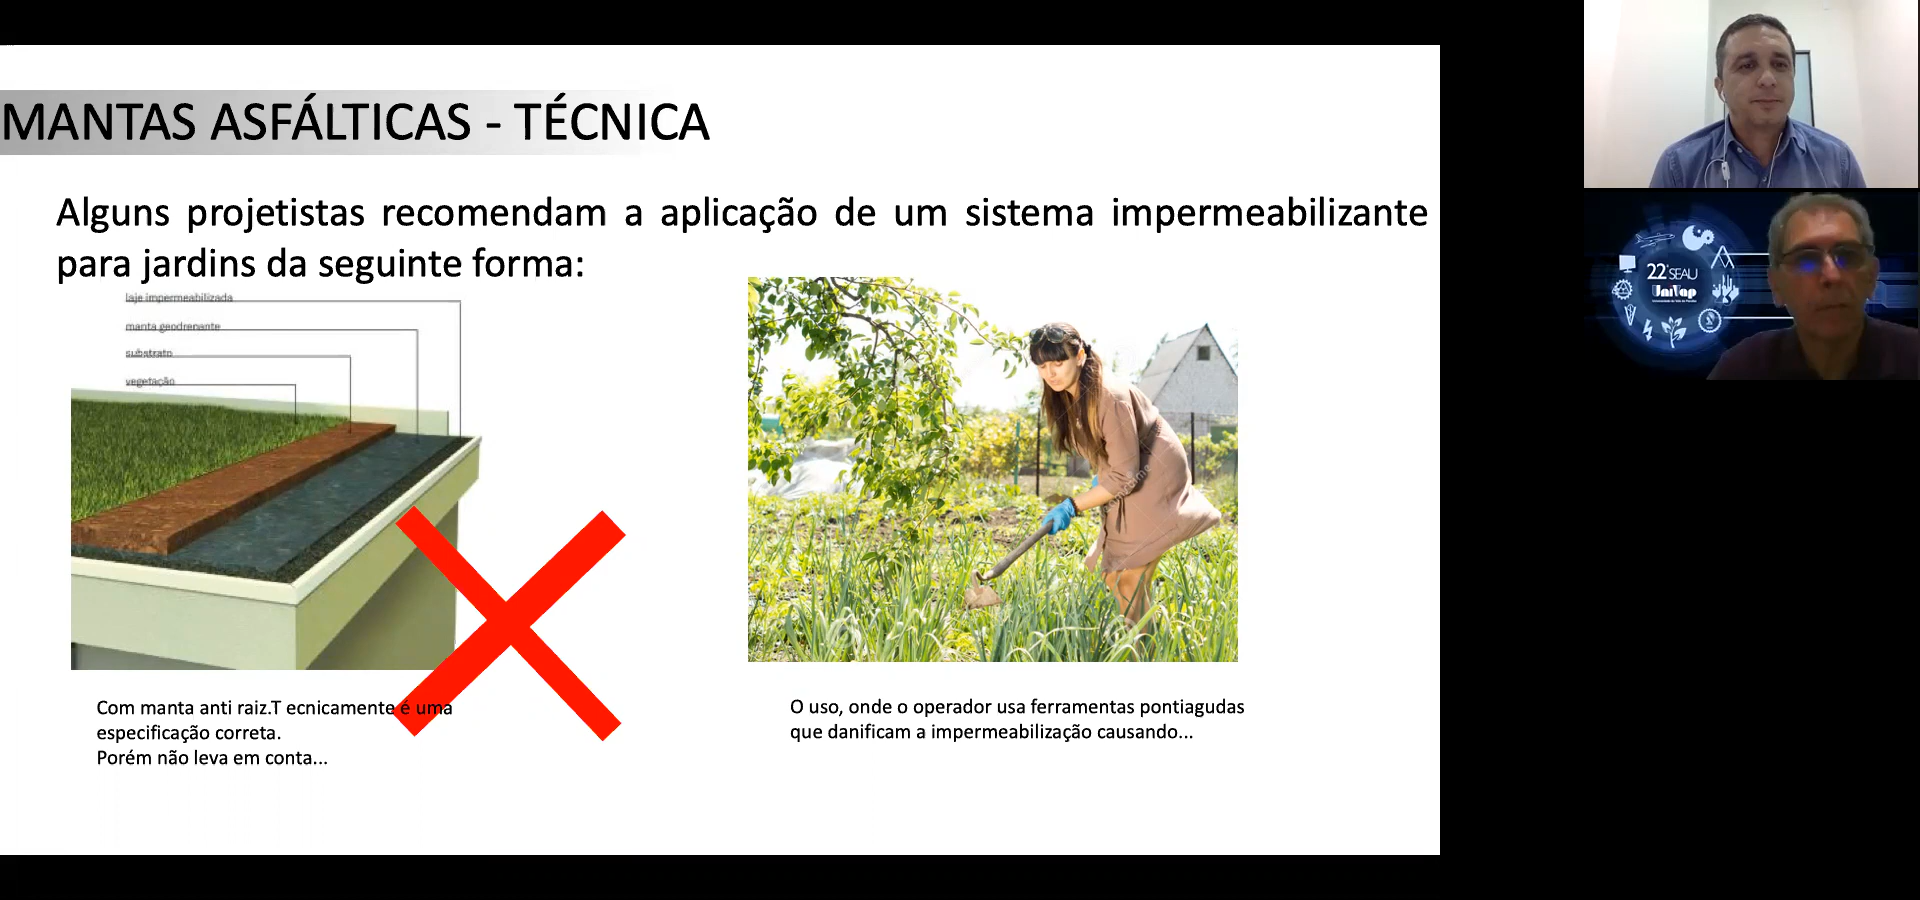 MANTAS ASFÁLTICAS - TÉCNICA
Alguns projetistas recomendam a aplicação de um sistema impermeabilizante
para jardins da seguinte forma:
laje impermeabilizada
manta geodrenante
substrato
vegetação
Com manta anti raiz.T ecnicamente é uma
especificação correta.
Porém não leva em conta...
O uso, onde o operador usa ferramentas pontiagudas
que danificam a impermeabilização causando...
22ª SEAU
UniVap